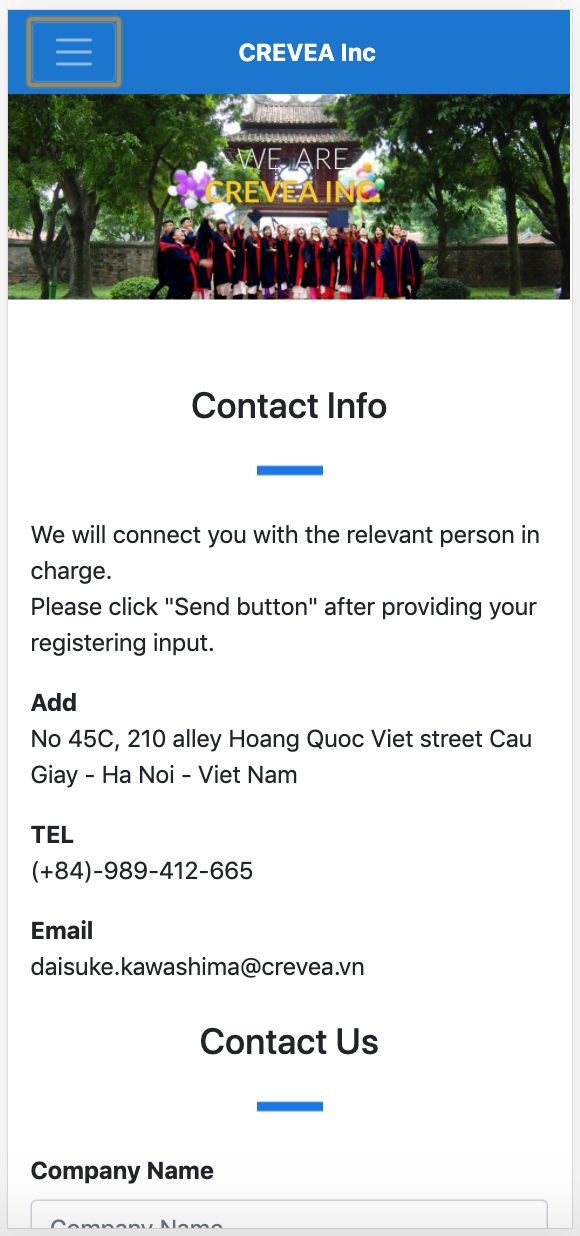 CREVEA Inc
WE ARE
CREVEA INC.
Contact Info
We will connect you with the relevant person in
charge.
Please click "Send button" after providing your
registering input.
Add
No 45C, 210 alley Hoang Quoc Viet street Cau
Giay - Ha Noi - Viet Nam
TEL
(+84)-989-412-665
Email
daisuke.kawashima@crevea.vn
Contact Us
Company Name
Company Name